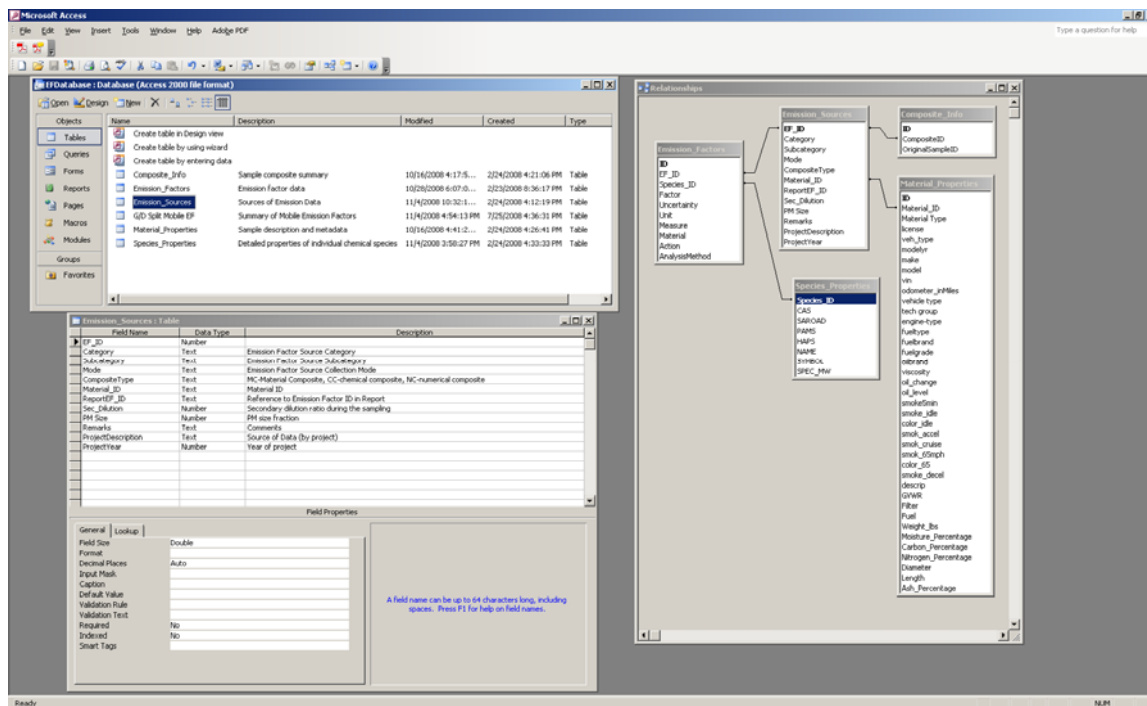 Microsoft Access
File Edit View Insert Tools Window Help Adobe PDF
Type a question for help
EFDatabase : Database (Access 2000 file format)
Open Design New
Objects
Tables
Queries
Forms
Reports
Pages
Macros
Modules
Groups
Favorites
Name Description Modified Created Type
Create table in Design view
Create table by using wizard
Create table by entering data
Composite_Info Sample composite summary 10/16/2008 4:17:5... 2/24/2008 4:21:06 PM Table
Emission_Factors Emission factor data 10/28/2008 6:07:0... 2/23/2008 8:36:17 PM Table
Emission_Sources Sources of Emission Data 11/4/2008 10:32:1... 2/24/2008 4:12:19 PM Table
G/D Split Mobile EF Summary of Mobile Emission Factors 11/4/2008 4:54:13 PM 7/25/2008 4:36:31 PM Table
Material_Properties Sample description and metadata 10/16/2008 4:41:2... 2/24/2008 4:26:41 PM Table
Species_Properties Detailed properties of individual chemical species 11/4/2008 3:58:27 PM 2/24/2008 4:33:33 PM Table
Emission_Sources : Table
Field Name Data Type Description
EF_ID Number
Category Text Emission Factor Source Category
Subcategory Text Emission Factor Source Subcategory
Mode Text Emission Factor Source Collection Mode
CompositeType Text MC-Material Composite, CC-chemical composite, NC-numerical composite
Material_ID Text Material ID
ReportEF_ID Text Reference to Emission Factor ID in Report
Sec_Dilution Number Secondary dilution ratio during the sampling
PM Size Number PM size fraction
Remarks Text Comments
ProjectDescription Text Source of Data (by project)
ProjectYear Number Year of project
Field Properties
General Lookup
Field Size Double
Format
Decimal Places Auto
Input Mask
Caption
Default Value
Validation Rule
Validation Text
Required No
Indexed No
Smart Tags
A field name can be up to 64 characters long, including
spaces. Press F1 for help on field names.
Relationships
Emission_Factors
ID
EF_ID
Species_ID
Factor
Uncertainty
Unit
Measure
Material
Action
AnalysisMethod
Emission_Sources
EF_ID
Category
Subcategory
Mode
CompositeType
Material_ID
ReportEF_ID
Sec_Dilution
PM Size
Remarks
ProjectDescription
ProjectYear
Composite_Info
ID
CompositeID
OriginalSampleID
Species_Properties
Species_ID
CAS
SAROAD
PAMS
HAPS
NAME
SYMBOL
SPEC_MW
Material_Properties
ID
Material_ID
Material Type
license
veh_type
modelyr
make
model
vin
odometer_inMiles
vehicle type
tech group
engine-type
fueltype
fuelbrand
fuelgrade
oilbrand
viscosity
oil_change
oil_level
smoke5min
smoke_idle
color_idle
smok_accel
smok_cruise
smok_65mph
color_65
smoke_decel
descrip
GVWR
Filter
Fuel
Weight_lbs
Moisture_Percentage
Carbon_Percentage
Nitrogen_Percentage
Diameter
Length
Ash_Percentage
Ready
NUM